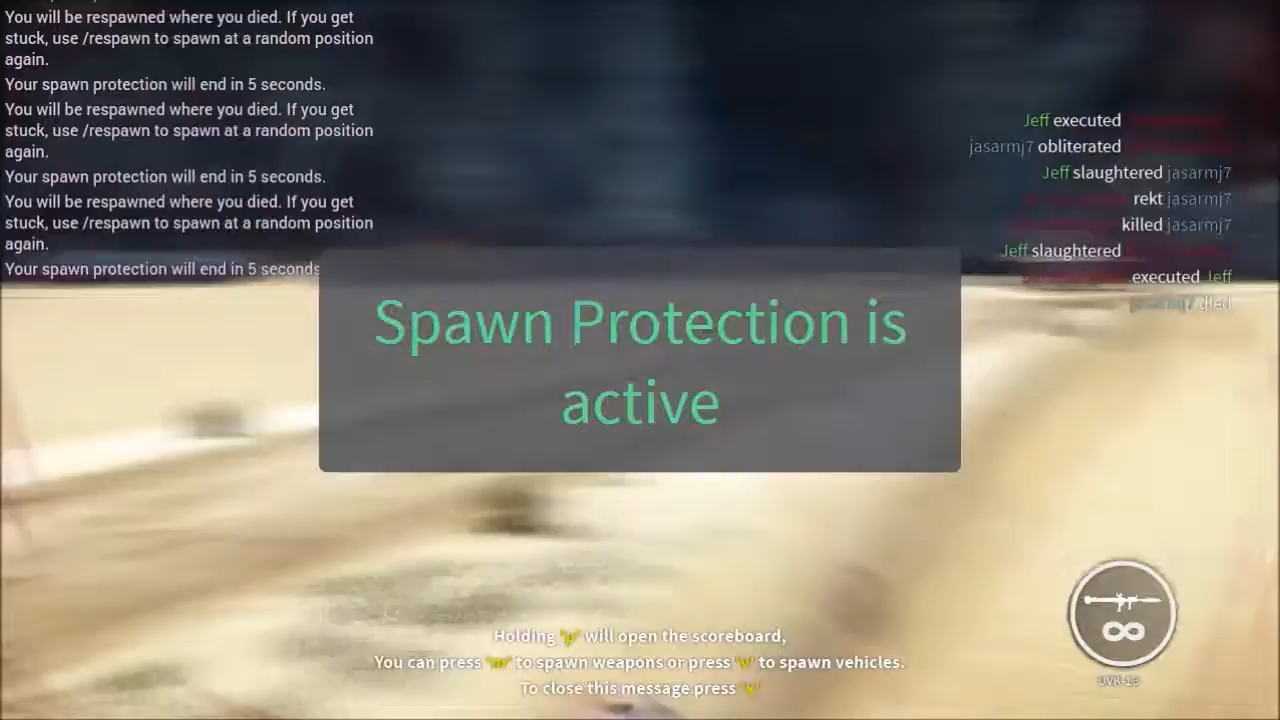 You will be respawned where you died. If you get
stuck, use /respawn to spawn at a random position
again.
Your spawn protection will end in 5 seconds.
You will be respawned where you died. If you get
stuck, use /respawn to spawn at a random position
again.
Your spawn protection will end in 5 seconds.
You will be respawned where you died. If you get
stuck, use /respawn to spawn at a random position
again.
Your spawn protection will end in 5 seconds
Jeff executed
jasarmj7 obliterated
Jeff slaughtered jasarmj7
rekt jasarmj7
killed jasarmj7
Jeff slaughtered
executed Jeff
jasarmj7 died
Spawn Protection is
active
Holding 'p' will open the scoreboard,
You can press 'm' to spawn weapons or press 'v' to spawn vehicles.
To close this message press
UVK-13